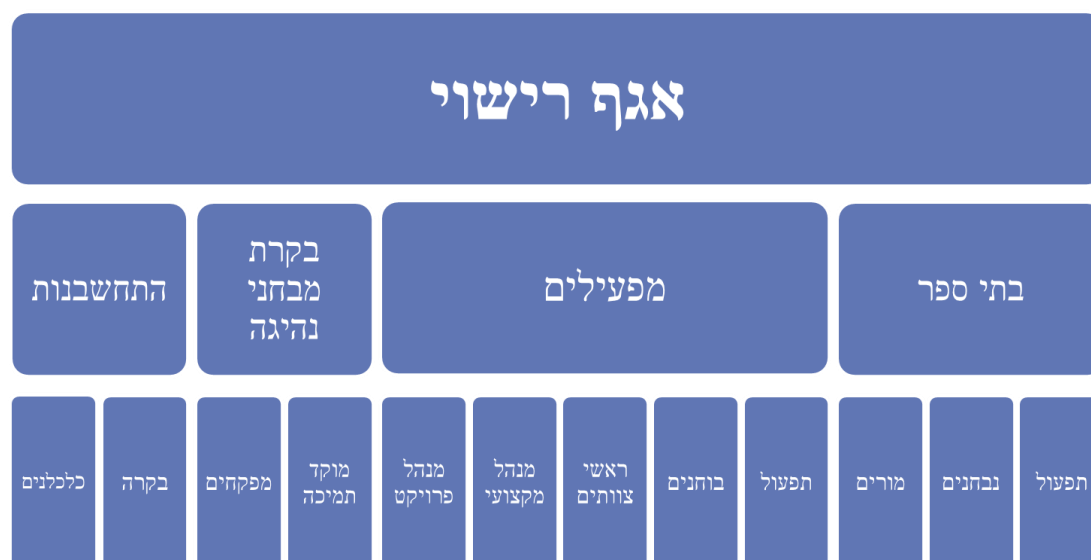 אגף רישוי
בתי ספר
מפעילים
בקרת
מבחני
נהיגה
התחשבנות
תפעול
נבחנים
מורים
תפעול
בוחנים
ראשי
צוותים
מנהל
מקצועי
מנהל
פרויקט
מוקד
תמיכה
מפקחים
בקרה
כלכלנים